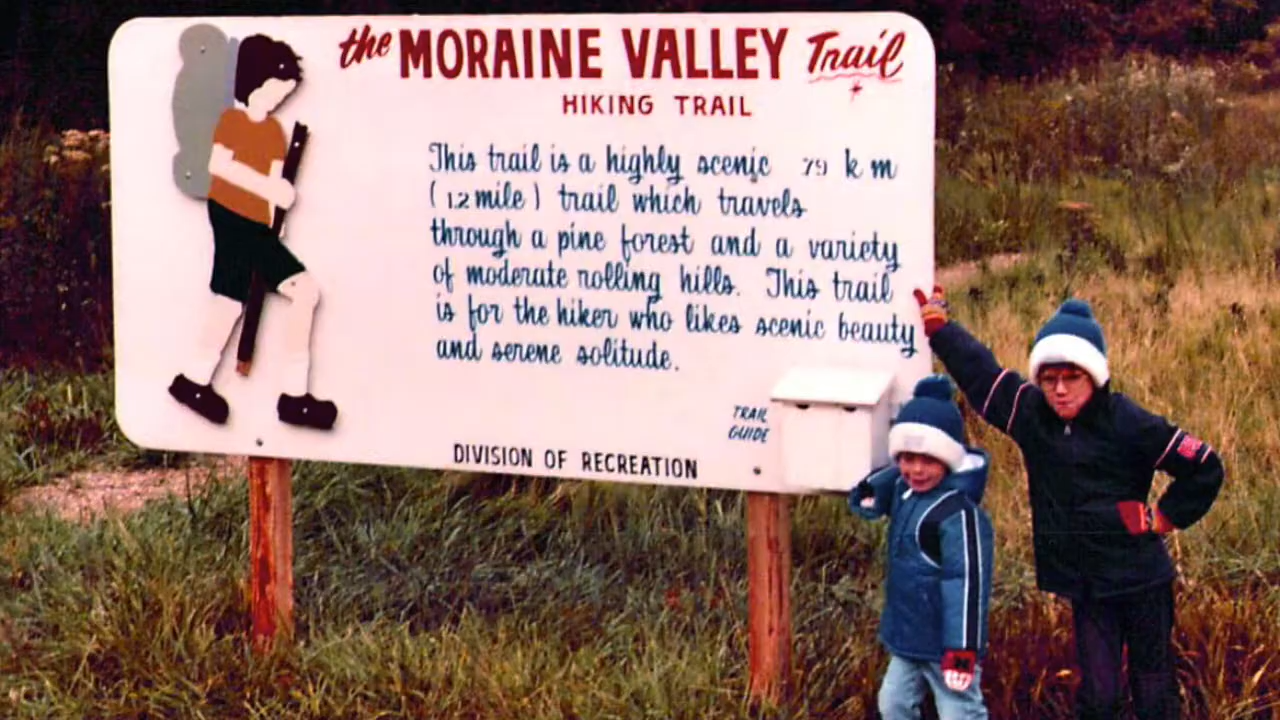 the MORAINE VALLEY Trail
HIKING TRAIL
This trail is a highly scenic 79 km
(12 mile) trail which travels
through a pine forest and a variety
of moderate rolling hills. This trail
is for the hiker who likes scenic beauty
and serene solitude.
TRAIL
GUIDE
DIVISION OF RECREATION